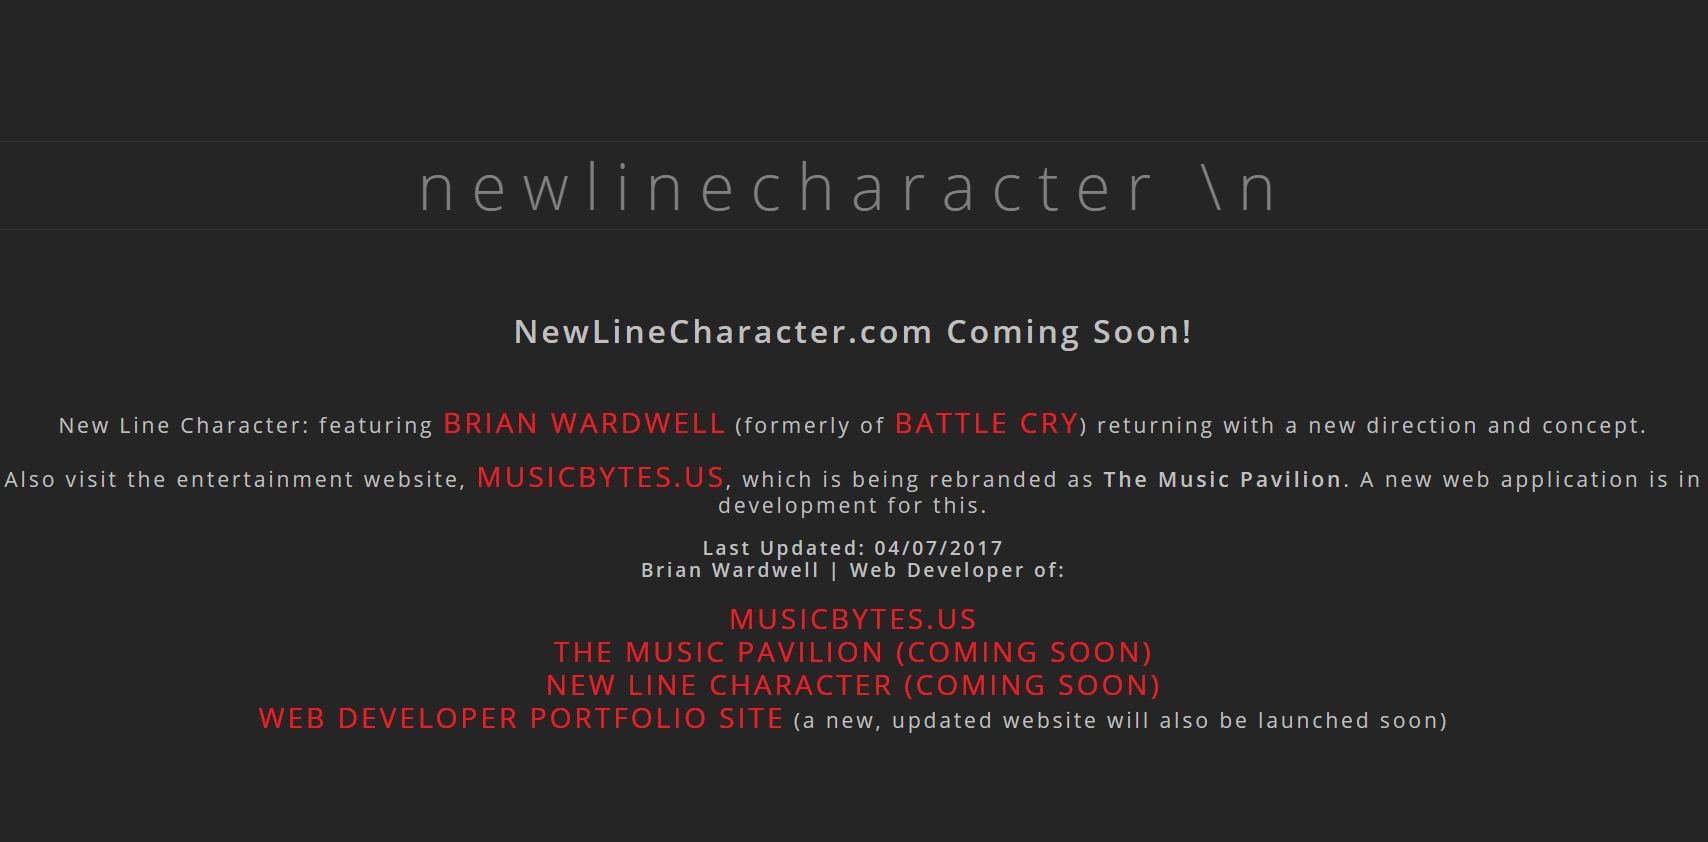 newlinecharacter \n
NewLineCharacter.com Coming Soon!
New Line Character: featuring BRIAN WARDWELL (formerly of BATTLE CRY) returning with a new direction and concept.
Also visit the entertainment website, MUSICBYTES.US, which is being rebranded as The Music Pavilion. A new web application is in
development for this.
Last Updated: 04/07/2017
Brian Wardwell | Web Developer of:
MUSICBYTES.US
THE MUSIC PAVILION (COMING SOON)
NEW LINE CHARACTER (COMING SOON)
WEB DEVELOPER PORTFOLIO SITE (a new, updated website will also be launched soon)